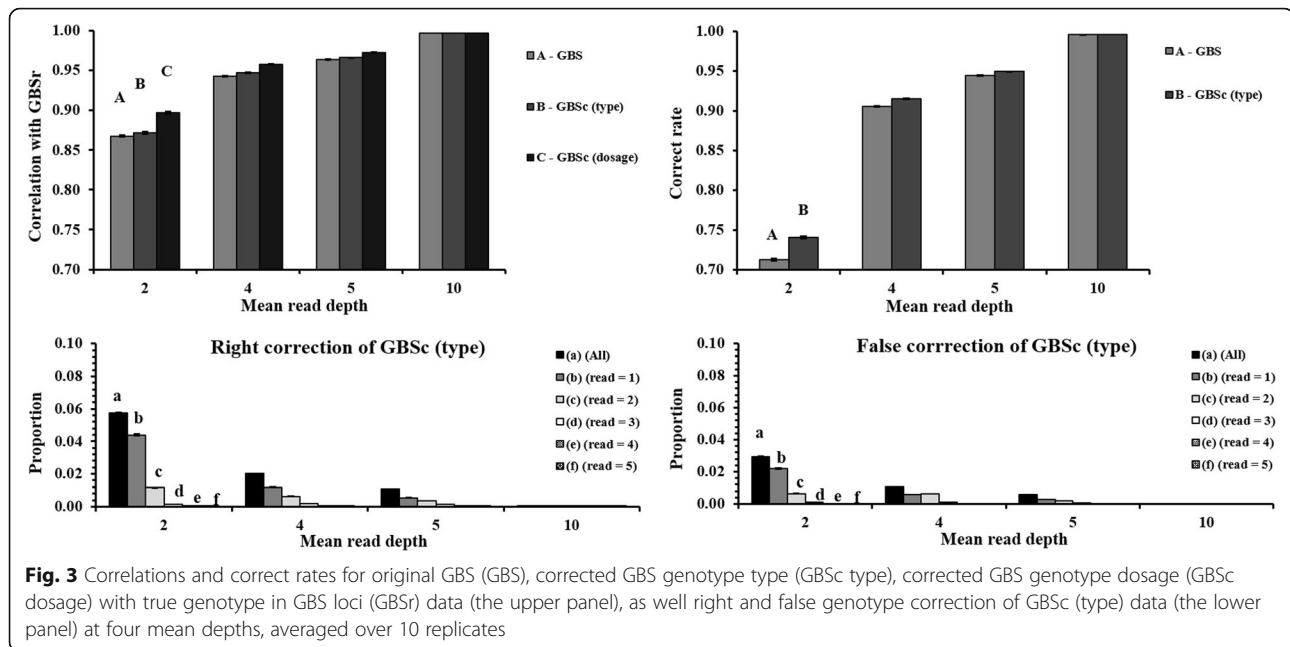 1.00
0.95
0.90
0.85
0.80
0.75
0.70
Correlation with GBSr
A
B
C
2
4
5
10
Mean read depth
A - GBS
B - GBSc (type)
C - GBSc (dosage)
1.00
0.95
0.90
0.85
0.80
0.75
0.70
Correct rate
A
B
2
4
5
10
Mean read depth
A - GBS
B - GBSc (type)
Right correction of GBSc (type)
0.10
0.08
0.06
0.04
0.02
0.00
Proportion
a
b
c
d
e
f
2
4
5
10
Mean read depth
(a) (All)
(b) (read = 1)
(c) (read = 2)
(d) (read = 3)
(e) (read = 4)
(f) (read = 5)
False corrrection of GBSc (type)
0.10
0.08
0.06
0.04
0.02
0.00
Proportion
a
b
c
d
e
f
2
4
5
10
Mean read depth
(a) (All)
(b) (read = 1)
(c) (read = 2)
(d) (read = 3)
(e) (read = 4)
(f) (read = 5)
Fig. 3 Correlations and correct rates for original GBS (GBS), corrected GBS genotype type (GBSc type), corrected GBS genotype dosage (GBSc
dosage) with true genotype in GBS loci (GBSr) data (the upper panel), as well right and false genotype correction of GBSc (type) data (the lower
panel) at four mean depths, averaged over 10 replicates